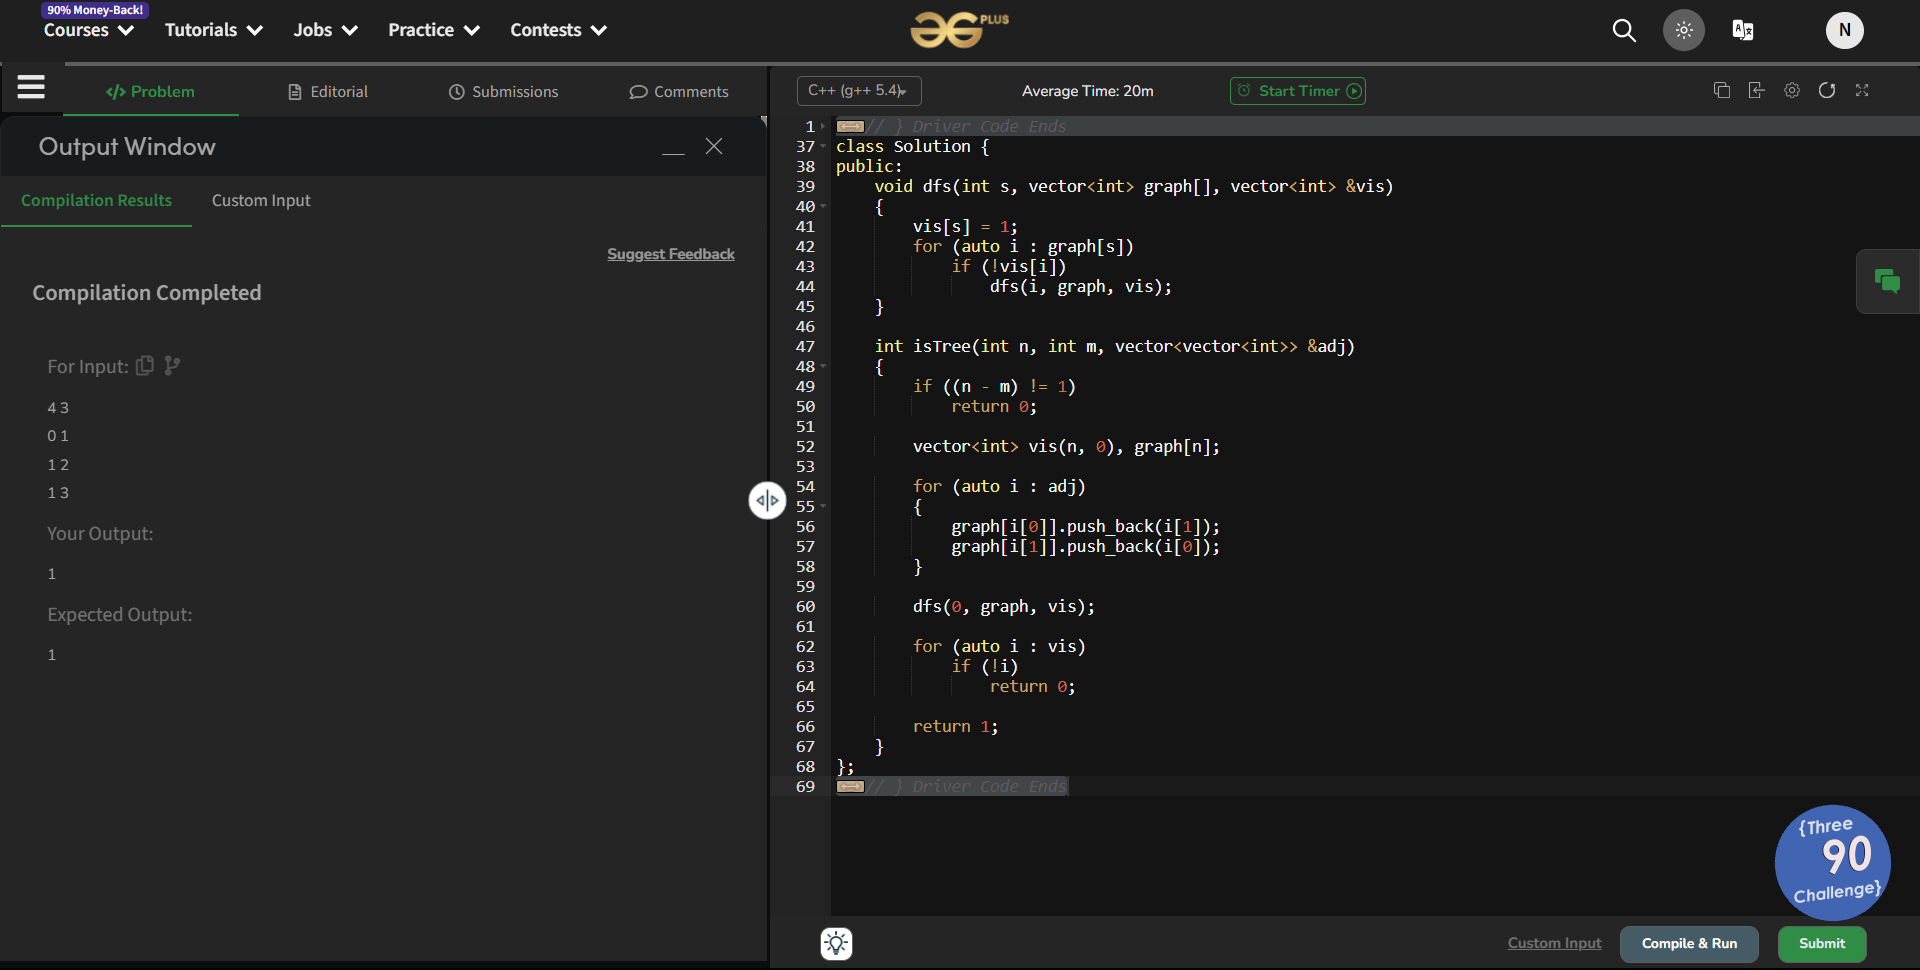 90% Money-Back!
Courses Tutorials Jobs Practice Contests
PLUS
N
</> Problem Editorial Submissions Comments
C++ (g++ 5.4) Average Time: 20m Start Timer
Output Window
Compilation Results Custom Input
Suggest Feedback
Compilation Completed
For Input:
4 3
0 1
1 2
1 3
Your Output:
1
Expected Output:
1
1 // } Driver Code Ends
37 class Solution {
38 public:
39 void dfs(int s, vector<int> graph[], vector<int> &vis)
40 {
41 vis[s] = 1;
42 for (auto i : graph[s])
43 if (!vis[i])
44 dfs(i, graph, vis);
45 }
46
47 int isTree(int n, int m, vector<vector<int>> &adj)
48 {
49 if ((n - m) != 1)
50 return 0;
51
52 vector<int> vis(n, 0), graph[n];
53
54 for (auto i : adj)
55 {
56 graph[i[0]].push_back(i[1]);
57 graph[i[1]].push_back(i[0]);
58 }
59
60 dfs(0, graph, vis);
61
62 for (auto i : vis)
63 if (!i)
64 return 0;
65
66 return 1;
67 }
68 };
69 // } Driver Code Ends
{Three
90
Challenge}
Custom Input Compile & Run Submit